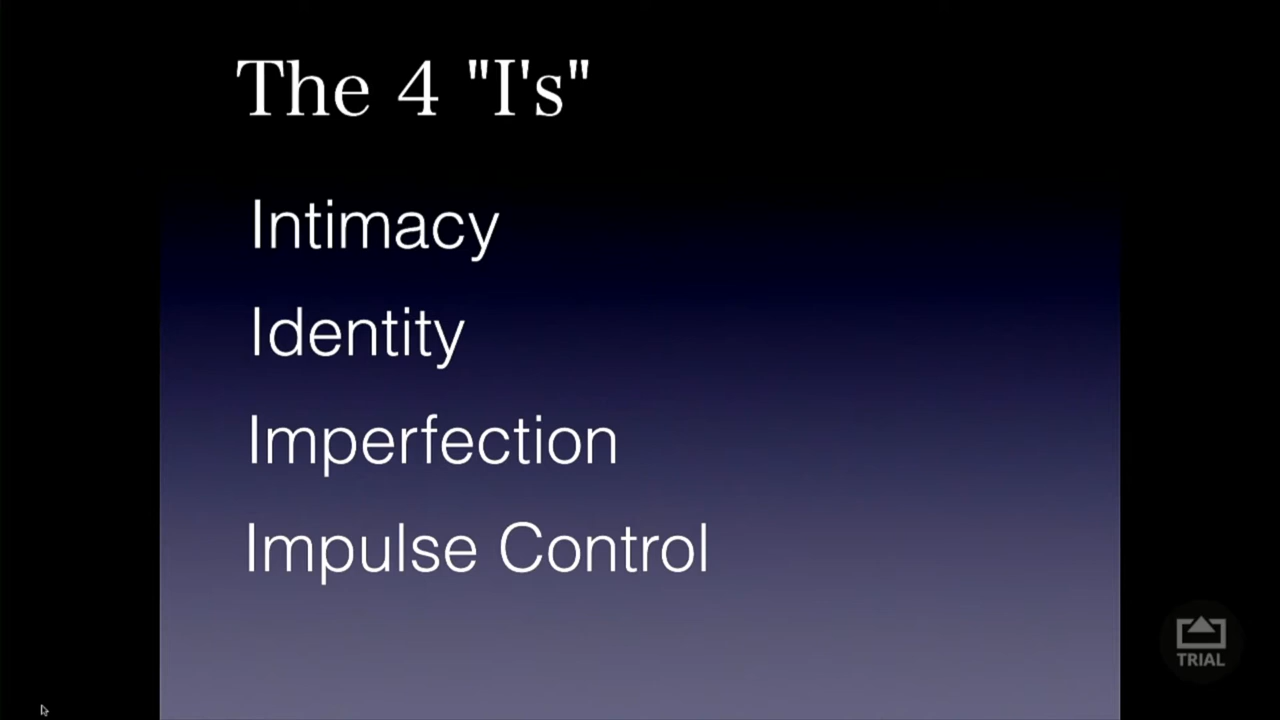 The 4 "I's"
Intimacy
Identity
Imperfection
Impulse Control
TRIAL